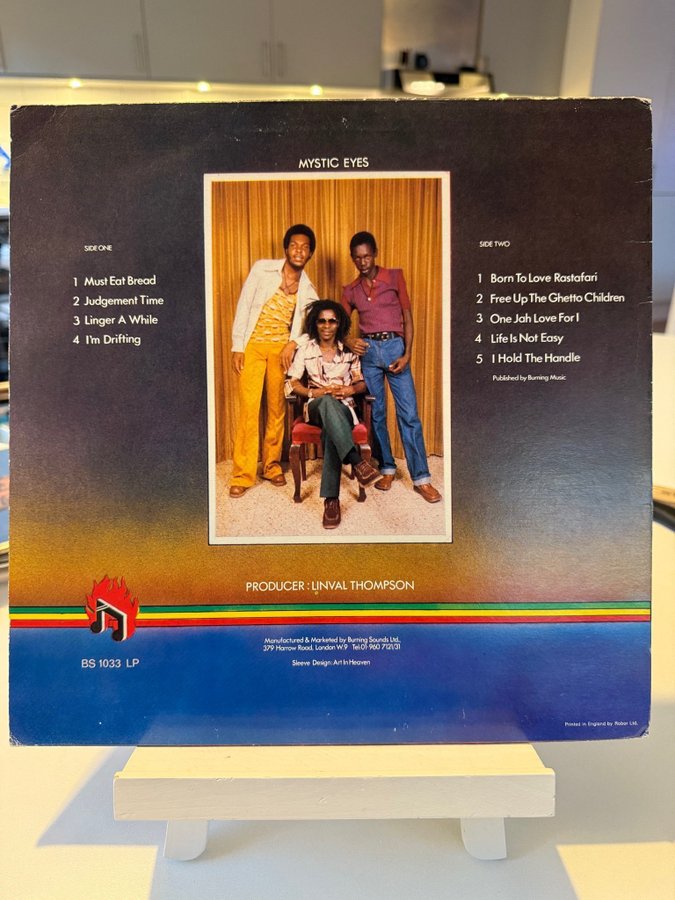 MYSTIC EYES
SIDE ONE
1 Must Eat Bread
2 Judgement Time
3 Linger A While
4 I'm Drifting
SIDE TWO
1 Born To Love Rastafari
2 Free Up The Ghetto Children
3 One Jah Love For I
4 Life Is Not Easy
5 I Hold The Handle
Published by Burning Music
PRODUCER : LINVAL THOMPSON
BS 1033 LP
Manufactured & Marketed by Burning Sounds Ltd.,
379 Harrow Road, London W.9 Tel:01-960 7121/31
Sleeve Design: Art In Heaven
Printed in England by Robor Ltd.